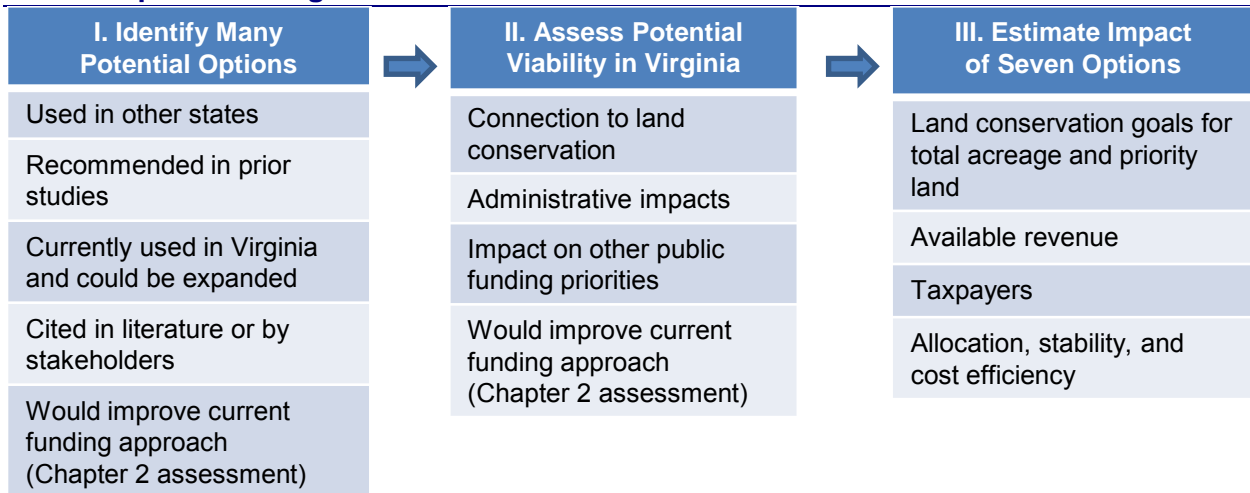 I. Identify Many
Potential Options
Used in other states
Recommended in prior
studies
Currently used in Virginia
and could be expanded
Cited in literature or by
stakeholders
Would improve current
funding approach
(Chapter 2 assessment)
II. Assess Potential
Viability in Virginia
Connection to land
conservation
Administrative impacts
Impact on other public
funding priorities
Would improve current
funding approach
(Chapter 2 assessment)
III. Estimate Impact
of Seven Options
Land conservation goals for
total acreage and priority
land
Available revenue
Taxpayers
Allocation, stability, and
cost efficiency